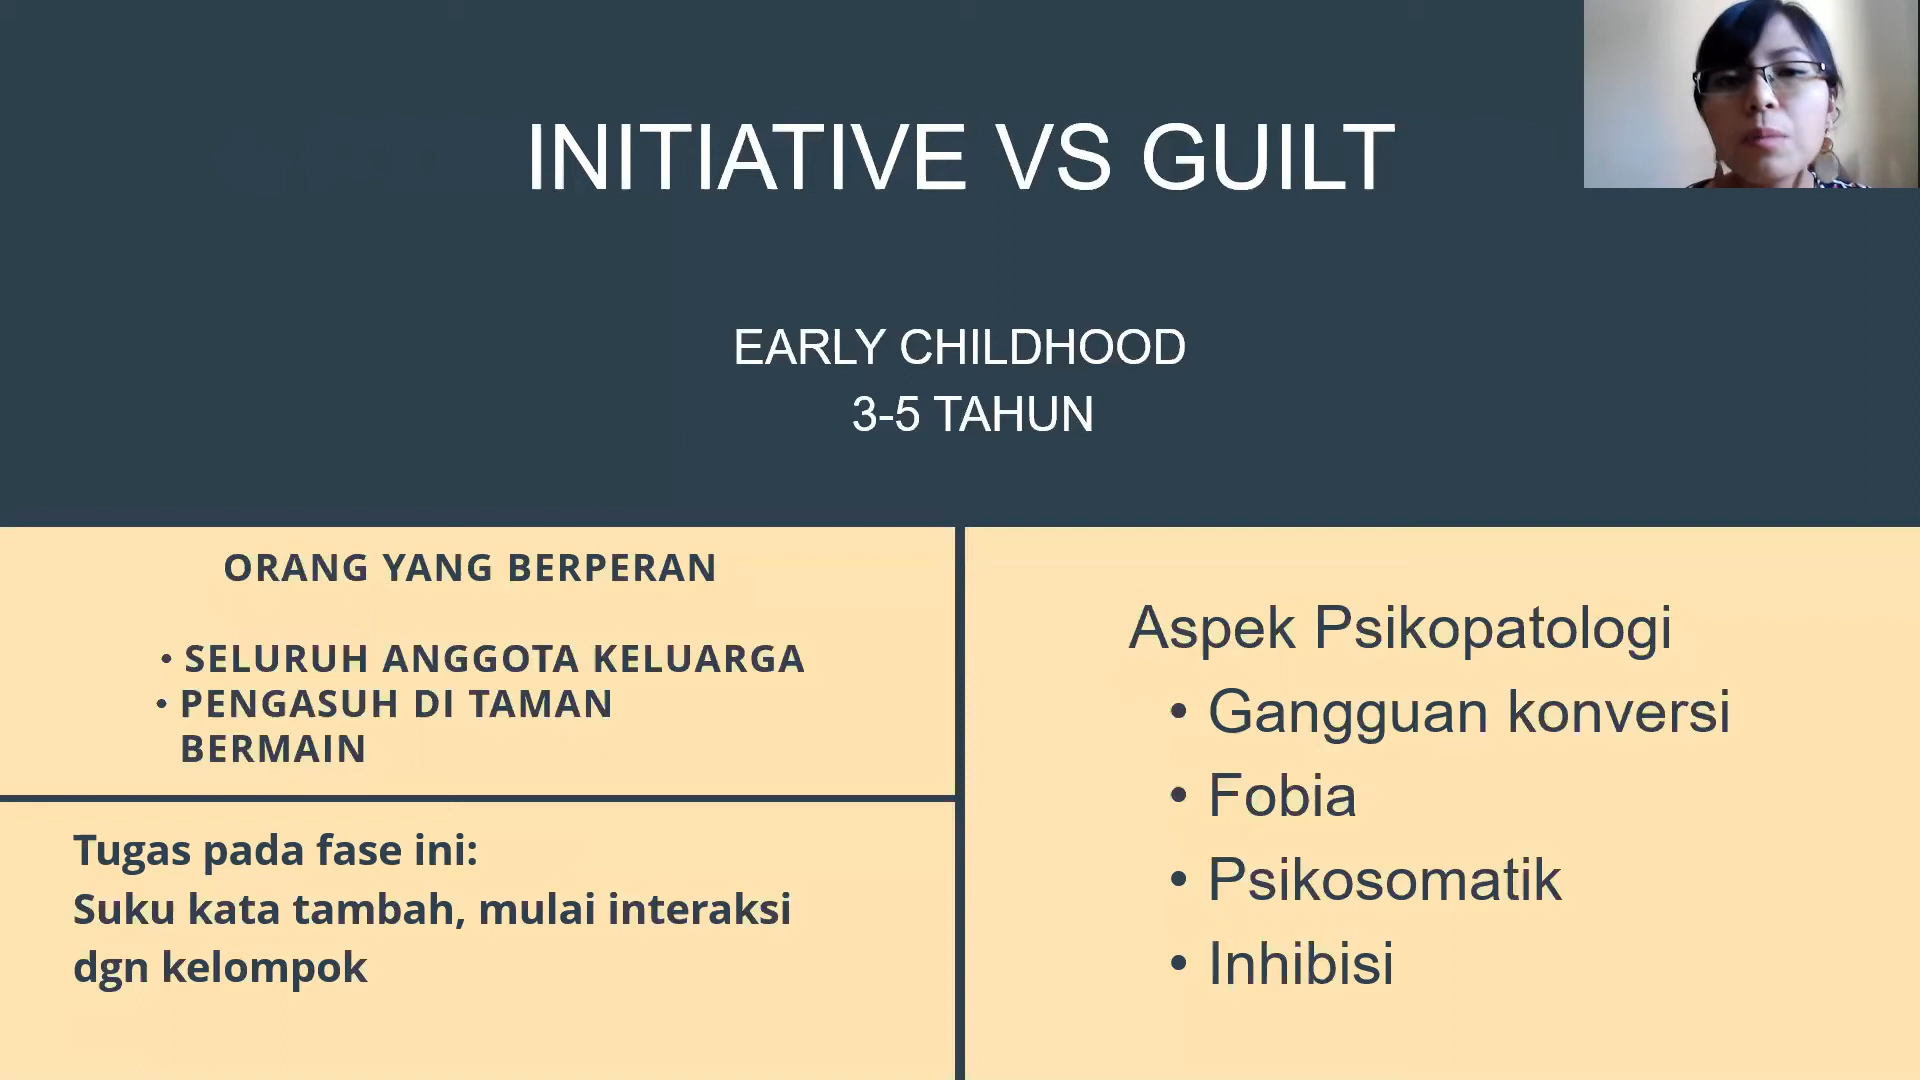 INITIATIVE VS GUILT
EARLY CHILDHOOD
3-5 TAHUN
ORANG YANG BERPERAN
• SELURUH ANGGOTA KELUARGA
• PENGASUH DI TAMAN
BERMAIN
Tugas pada fase ini:
Suku kata tambah, mulai interaksi
dgn kelompok
Aspek Psikopatologi
• Gangguan konversi
• Fobia
• Psikosomatik
• Inhibisi